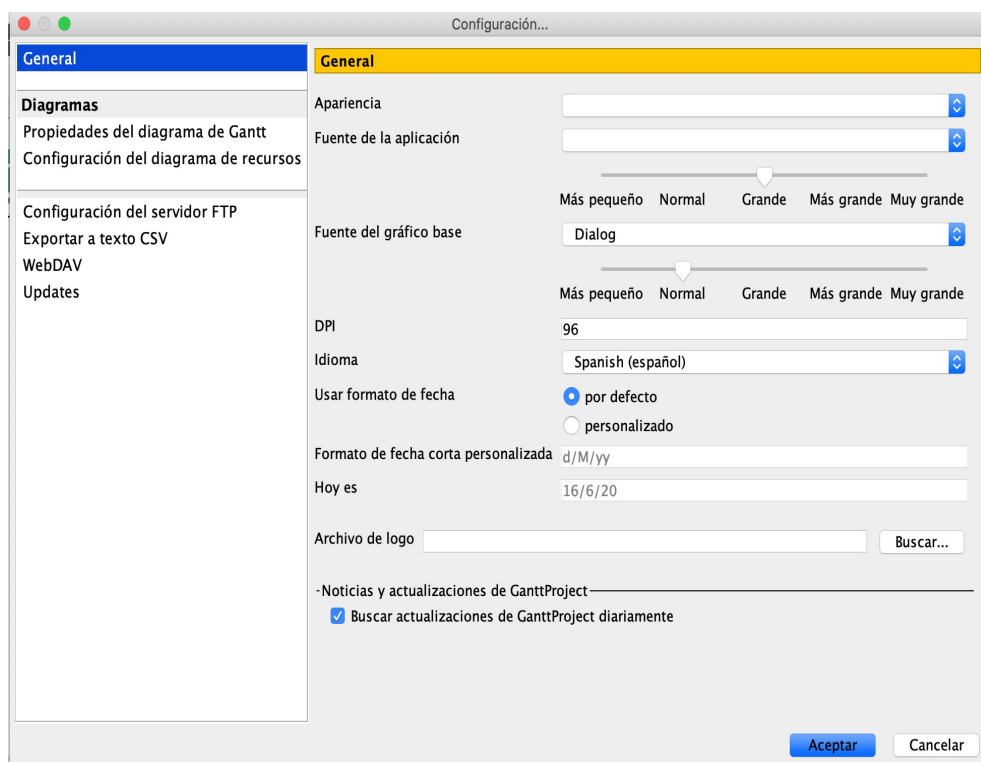 Configuración...
General
Diagramas
Propiedades del diagrama de Gantt
Configuración del diagrama de recursos
Configuración del servidor FTP
Exportar a texto CSV
WebDAV
Updates
General
Apariencia
Fuente de la aplicación
Más pequeño Normal Grande Más grande Muy grande
Fuente del gráfico base Dialog
Más pequeño Normal Grande Más grande Muy grande
DPI 96
Idioma Spanish (español)
Usar formato de fecha por defecto
personalizado
Formato de fecha corta personalizada d/M/yy
Hoy es 16/6/20
Archivo de logo Buscar...
Noticias y actualizaciones de GanttProject
Buscar actualizaciones de GanttProject diariamente
Aceptar Cancelar